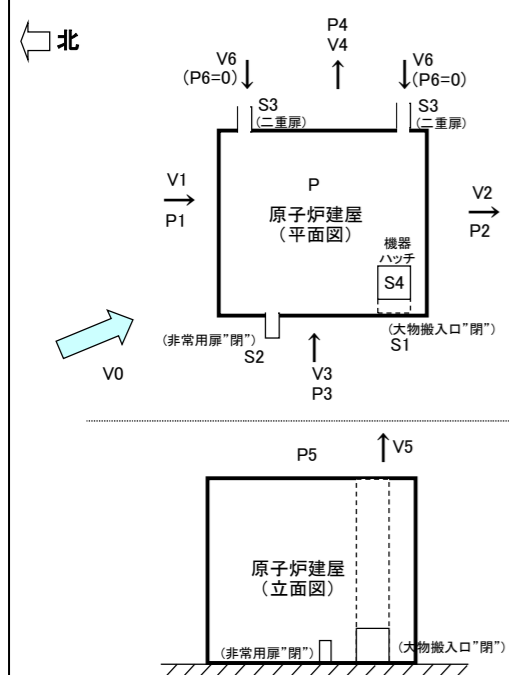 北
P4
V4
V6
(P6=0)
V6
(P6=0)
S3
(二重扉)
S3
(二重扉)
V1
P1
P
原子炉建屋
(平面図)
V2
P2
機器
ハッチ
S4
(非常用扉"閉")
S2
(大物搬入口"閉")
S1
V0
V3
P3
P5
V5
原子炉建屋
(立面図)
(非常用扉"閉")
(大物搬入口"閉")